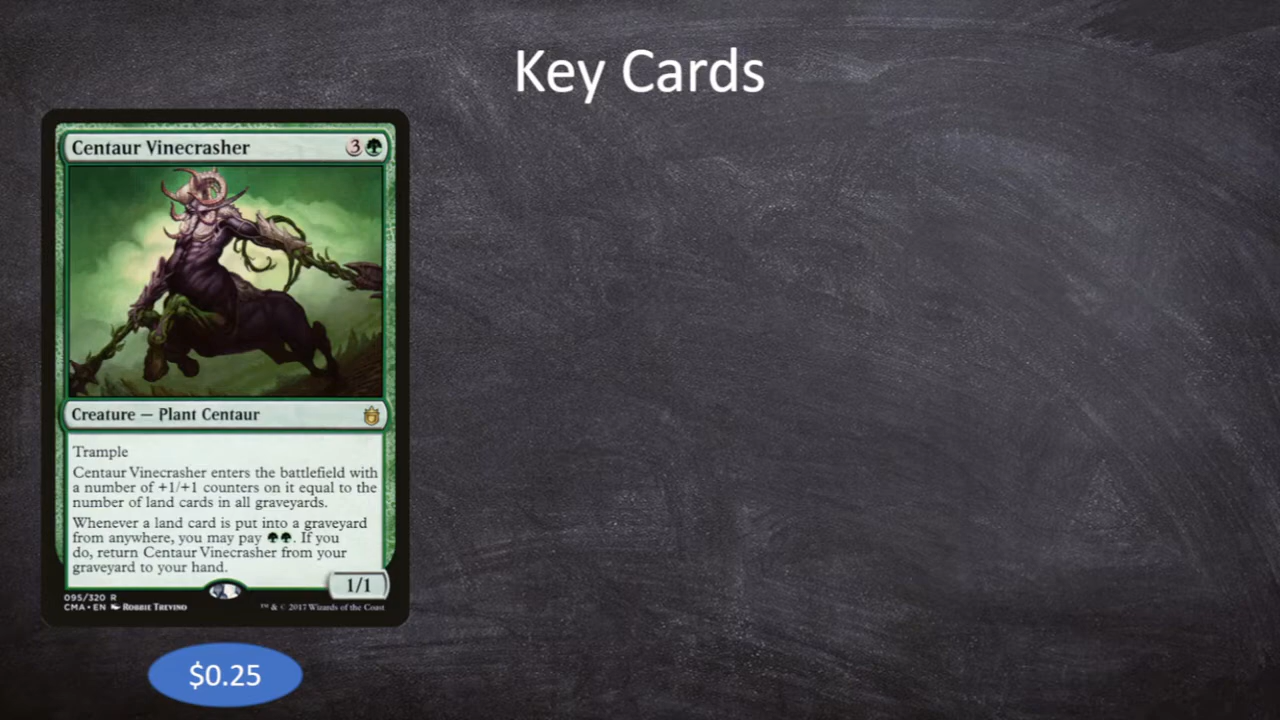 Key Cards
Centaur Vinecrasher 3
Creature — Plant Centaur
Trample
Centaur Vinecrasher enters the battlefield with
a number of +1/+1 counters on it equal to the
number of land cards in all graveyards.
Whenever a land card is put into a graveyard
from anywhere, you may pay . If you
do, return Centaur Vinecrasher from your
graveyard to your hand.
1/1
095/320 R
CMA • EN Robbie Trevino
™ & © 2017 Wizards of the Coast
$0.25